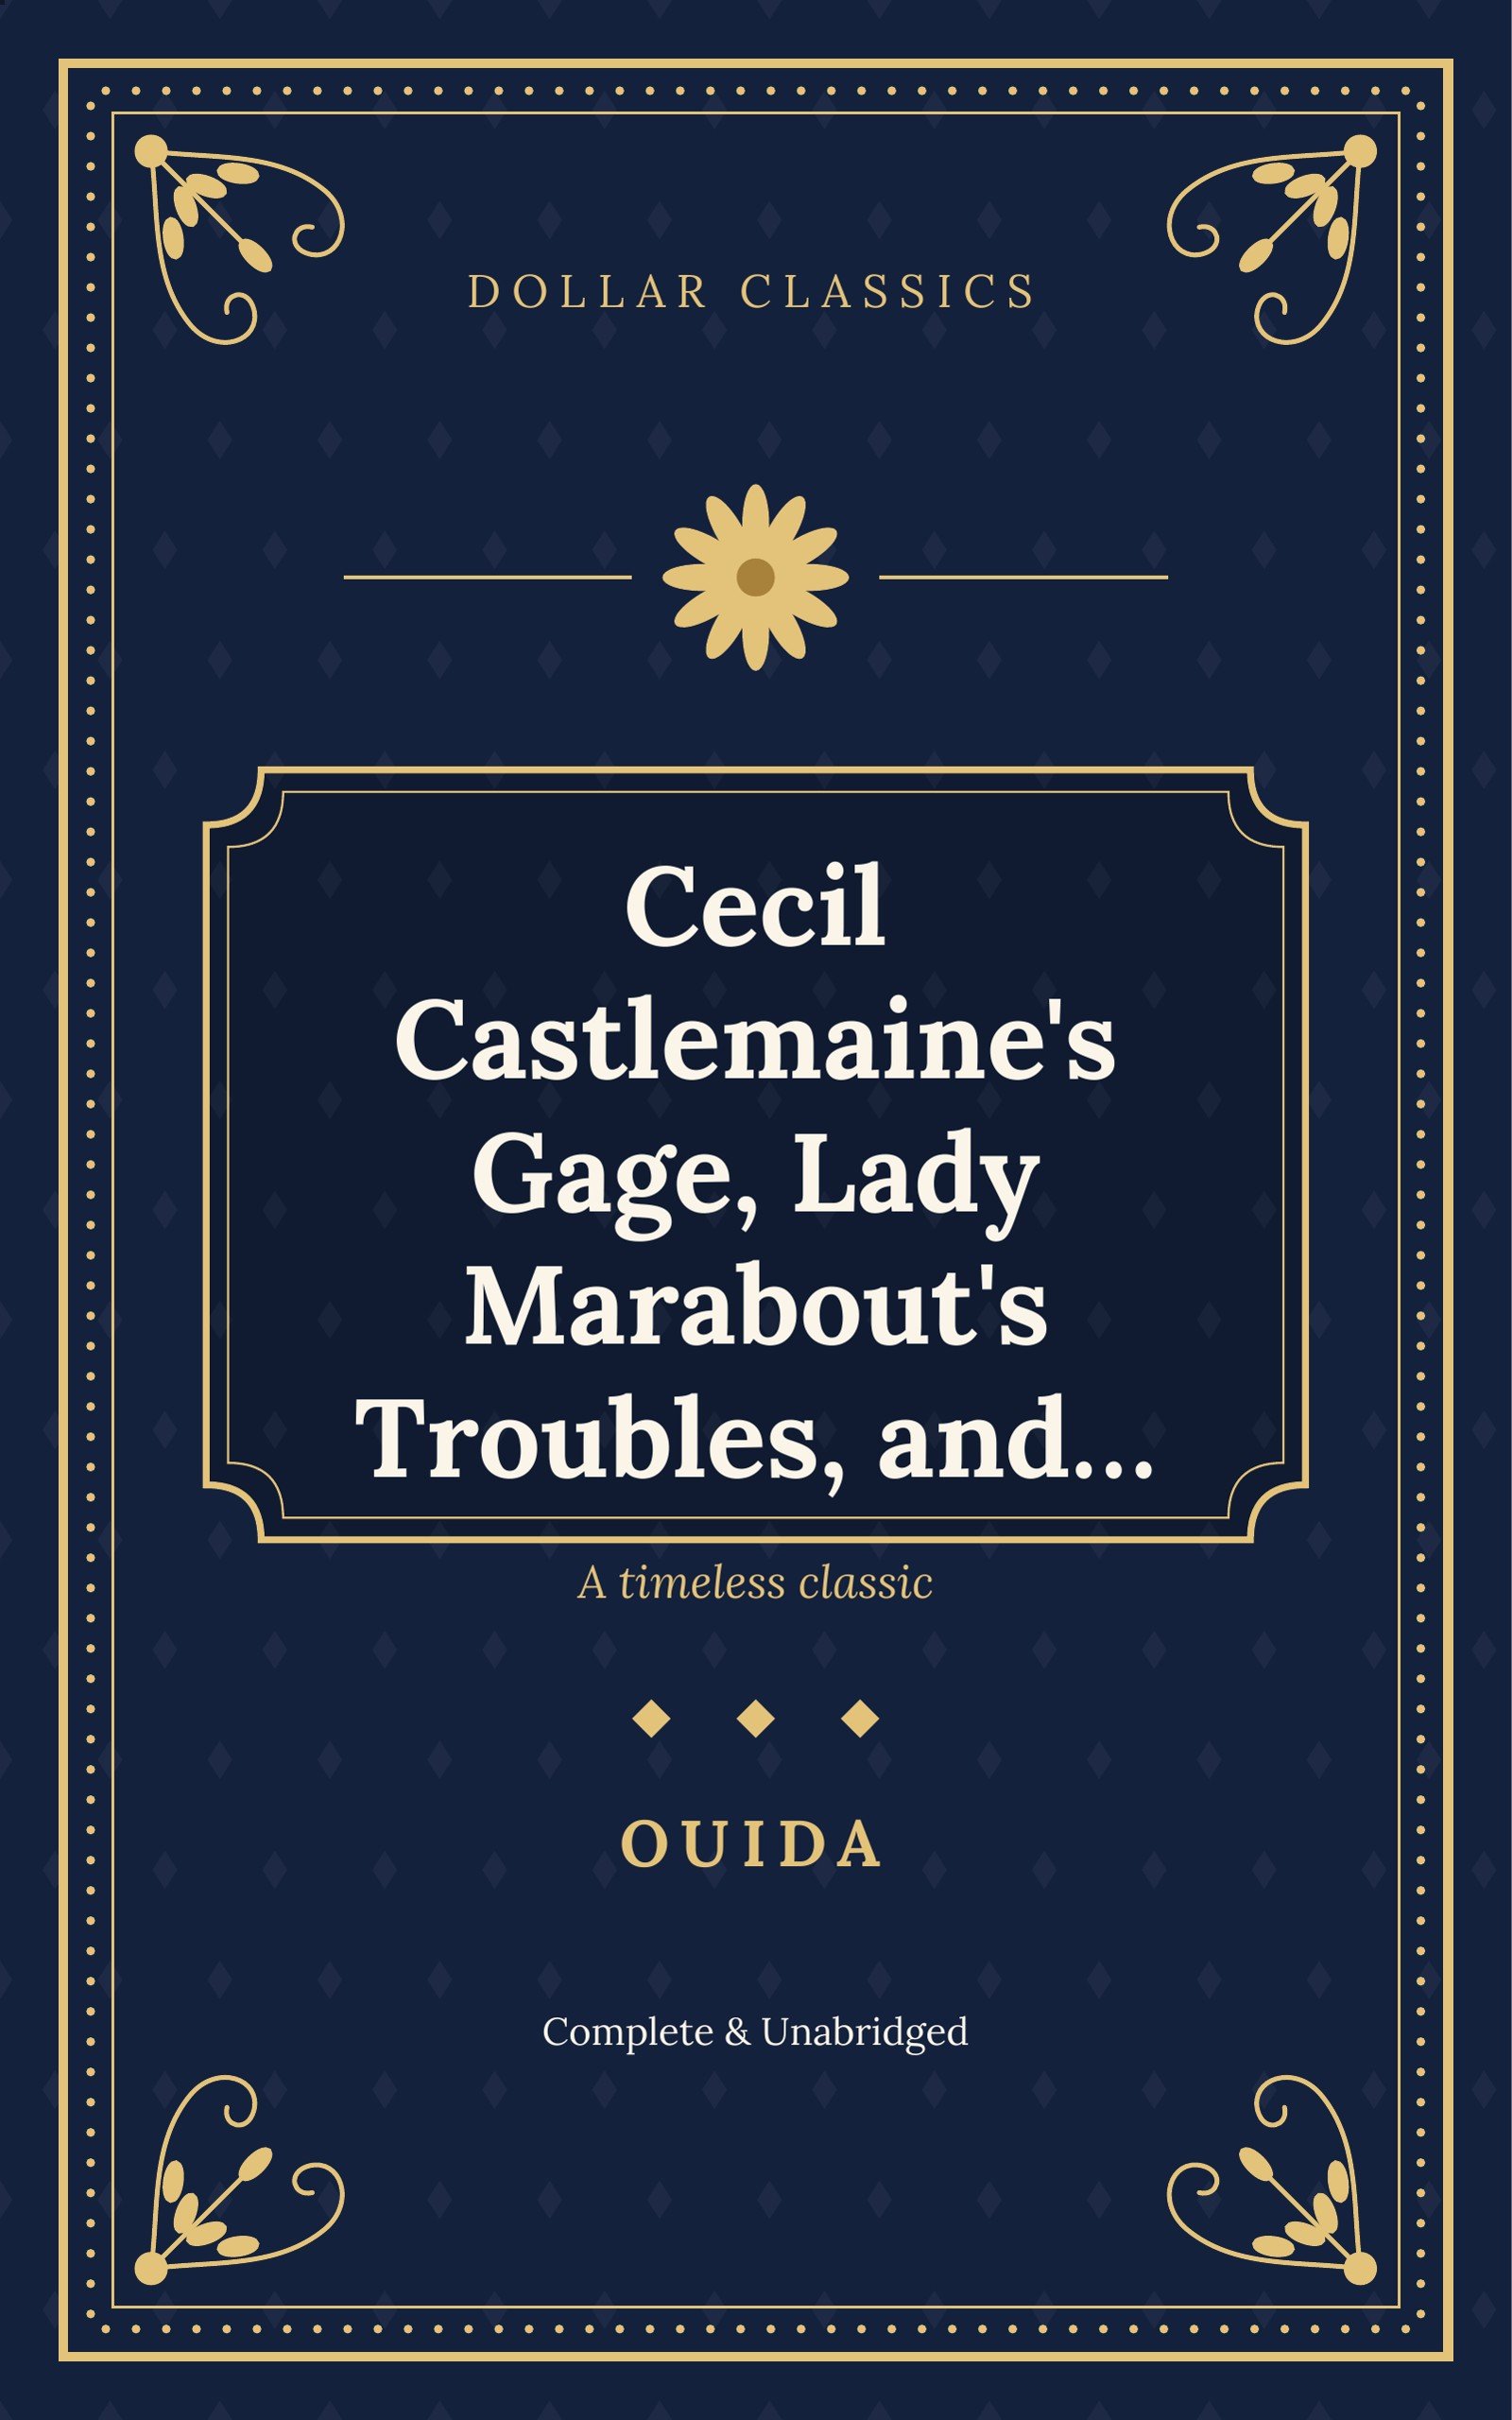 DOLLAR CLASSICS
Cecil
Castlemaine's
Gage, Lady
Marabout's
Troubles, and...
A timeless classic
OUIDA
Complete & Unabridged